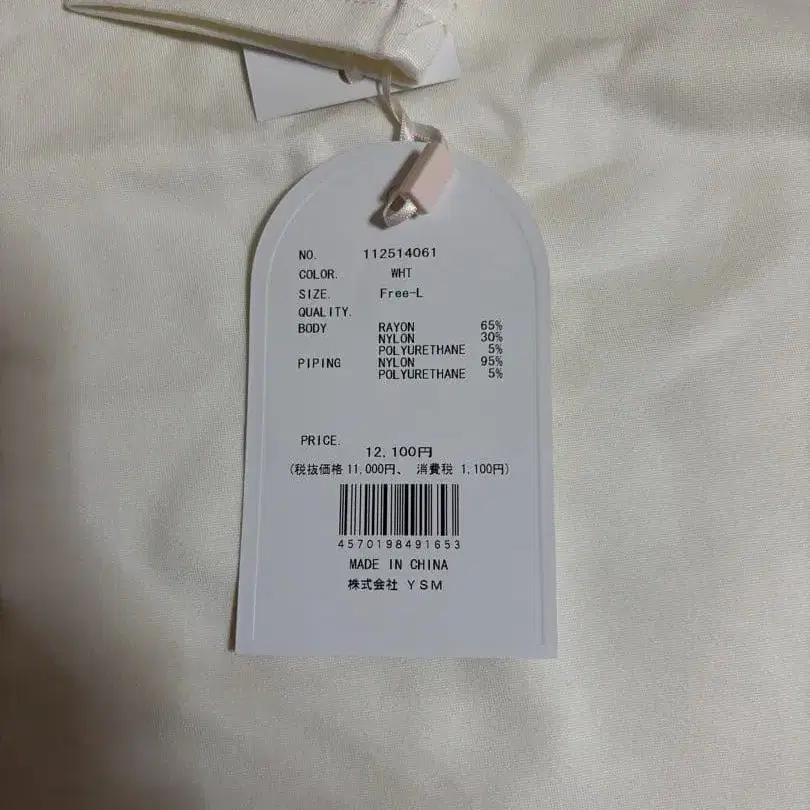 NO. 112514061
COLOR. WHT
SIZE. Free-L
QUALITY.
BODY RAYON 65%
NYLON 30%
POLYURETHANE 5%
PIPING NYLON 95%
POLYURETHANE 5%
PRICE.
12,100円
(税抜価格 11,000円、 消費税 1,100円)
4570198491653
MADE IN CHINA
株式会社 YSM